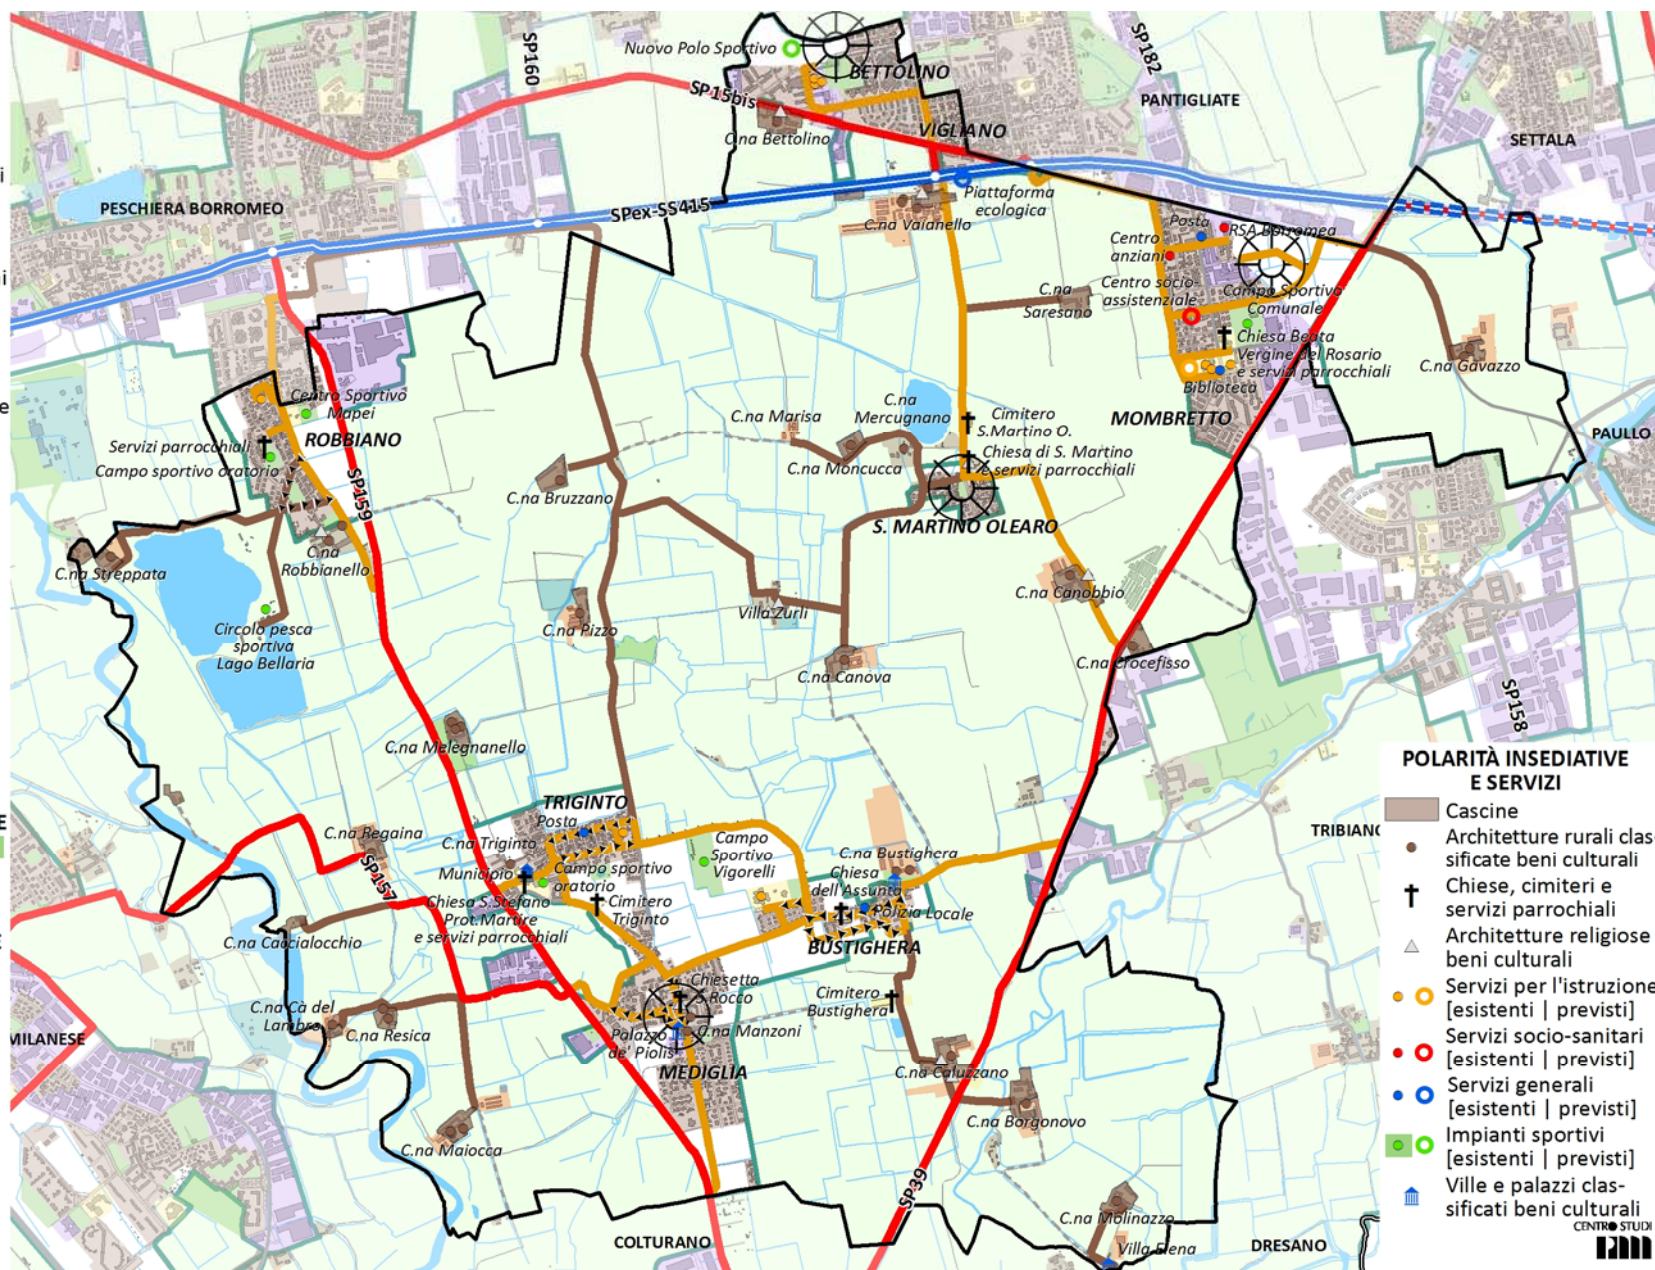 Nuovo Polo Sportivo
BETTOLINO
SP160
SP182
PANTIGLIATE
SETTALA
SP15bis
C.na Bettolino
VIGLIANO
PESCHIERA BORROMEO
SPex-SS415
Piattaforma
ecologica
C.na Vaianello
Posta
RSA Borromea
Centro
anziani
Centro socio-
assistenziale
Campo Sportivo
Comunale
C.na
Saresano
Chiesa Beata
Vergine del Rosario
e servizi parrocchiali
Biblioteca
C.na Gavazzo
MOMBRETTO
PAULLO
Centro Sportivo
Mapei
ROBBIANO
Servizi parrocchiali
Campo sportivo oratorio
SP159
C.na Marisa
C.na
Mercugnano
C.na Moncucca
Cimitero
S.Martino O.
Chiesa di S. Martino
e servizi parrocchiali
C.na Bruzzano
S. MARTINO OLEARO
C.na Streppata
C.na
Robbianello
Circolo pesca
sportiva
Lago Bellaria
C.na Pizzo
Villa Zurli
C.na Canobbio
C.na Canova
C.na Crocefisso
SP158
C.na Melegnanello
TRIGINTO
Posta
C.na Regaina
SP157
C.na Triginto
Municipio
Campo sportivo
oratorio
Chiesa S.Stefano
Prot.Martire
e servizi parrocchiali
Cimitero
Triginto
Campo
Sportivo
Vigorelli
C.na Bustighera
Chiesa
dell'Assunta
Polizia Locale
BUSTIGHERA
TRIBIANO
C.na Caccialocchio
C.na Cà del
Lambro
C.na Resica
Chiesetta
S.Rocco
Palazzo
de' Piolis
C.na Manzoni
MEDIGLIA
Cimitero
Bustighera
C.na Caluzzano
C.na Borgonovo
MILANESE
C.na Maiocca
SP39
C.na Molinazzo
Villa Elena
COLTURANO
DRESANO
POLARITÀ INSEDIATIVE
E SERVIZI
Cascine
Architetture rurali clas-
sificate beni culturali
Chiese, cimiteri e
servizi parrochiali
Architetture religiose
beni culturali
Servizi per l'istruzione
[esistenti | previsti]
Servizi socio-sanitari
[esistenti | previsti]
Servizi generali
[esistenti | previsti]
Impianti sportivi
[esistenti | previsti]
Ville e palazzi clas-
sificati beni culturali
CENTRO STUDI
PIM